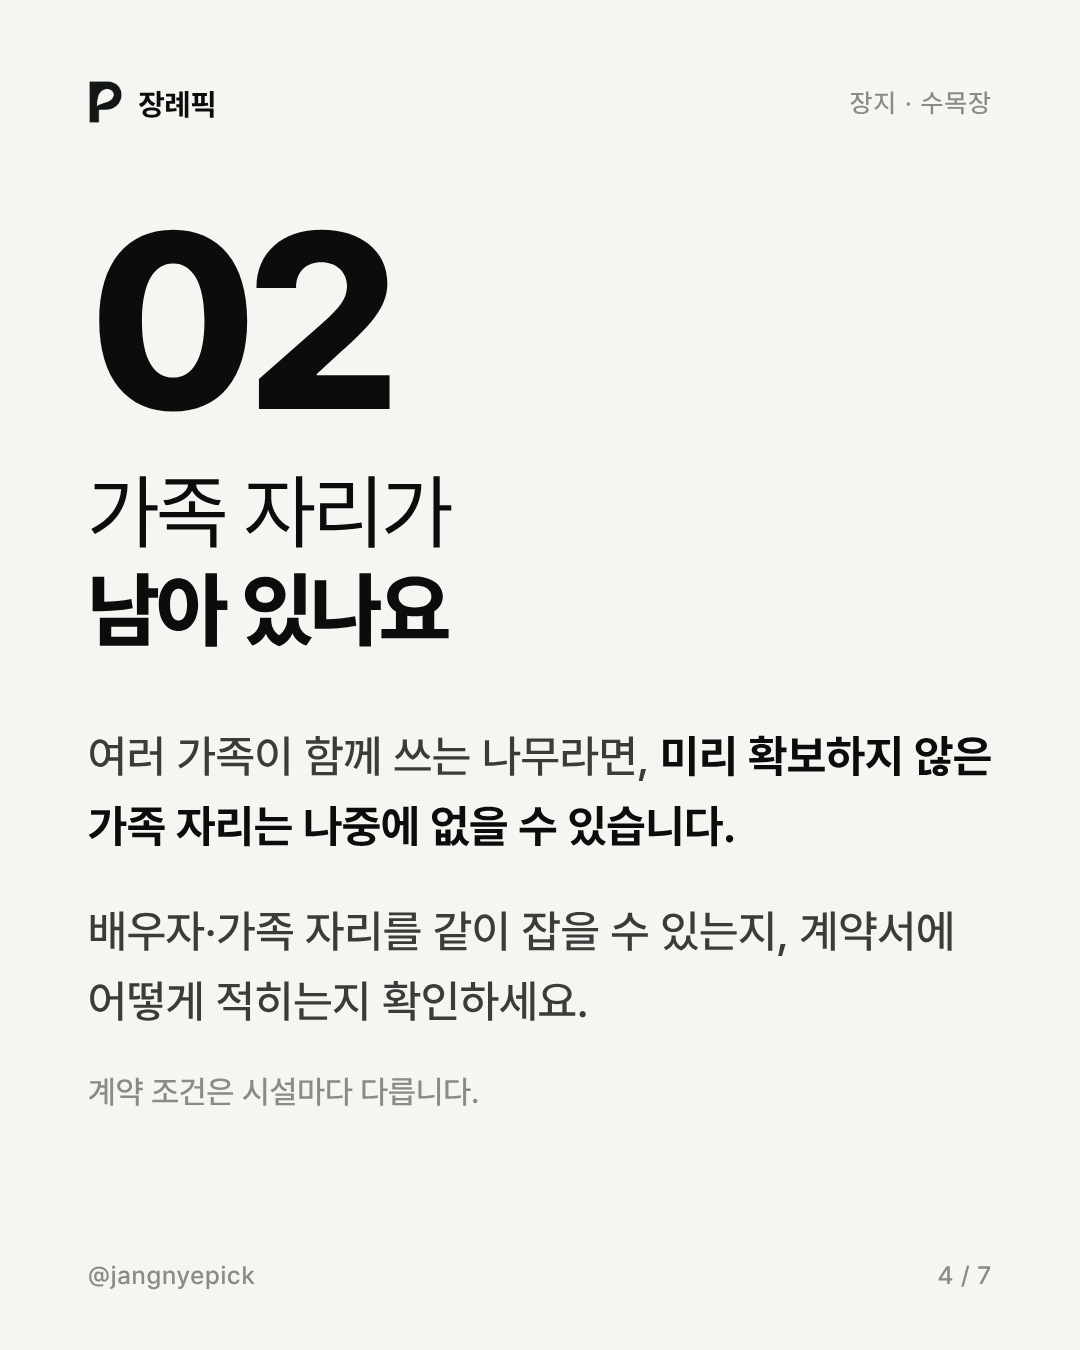 장례픽
장지 · 수목장
02
가족 자리가
남아 있나요
여러 가족이 함께 쓰는 나무라면, 미리 확보하지 않은
가족 자리는 나중에 없을 수 있습니다.
배우자·가족 자리를 같이 잡을 수 있는지, 계약서에
어떻게 적히는지 확인하세요.
계약 조건은 시설마다 다릅니다.
@jangnyepick
4 / 7